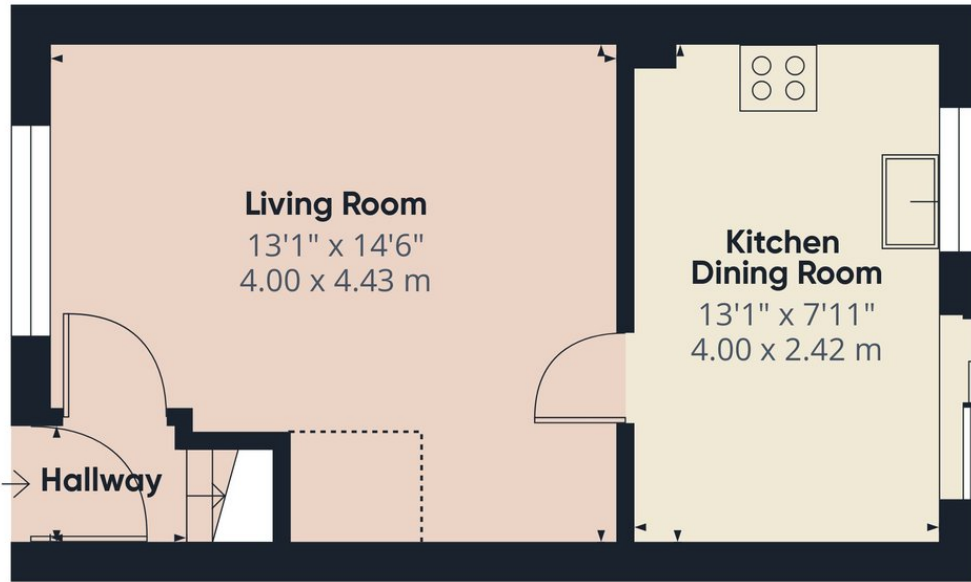 Living Room
13'1" x 14'6"
4.00 x 4.43 m
Kitchen
Dining Room
13'1" x 7'11"
4.00 x 2.42 m
Hallway